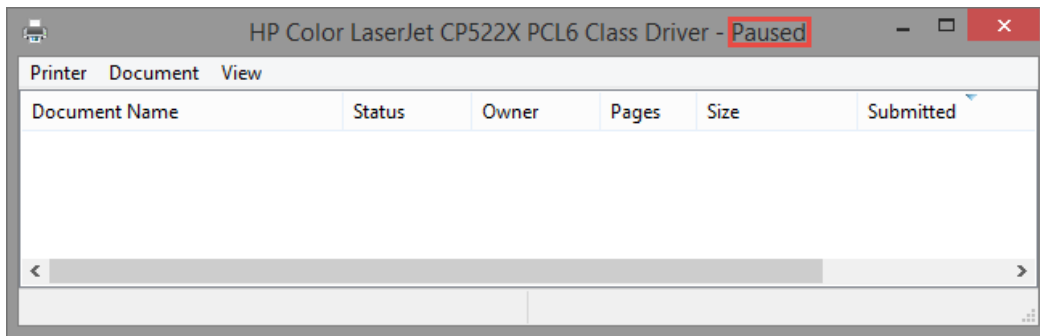 HP Color LaserJet CP522X PCL6 Class Driver - Paused
Printer Document View
Document Name Status Owner Pages Size Submitted